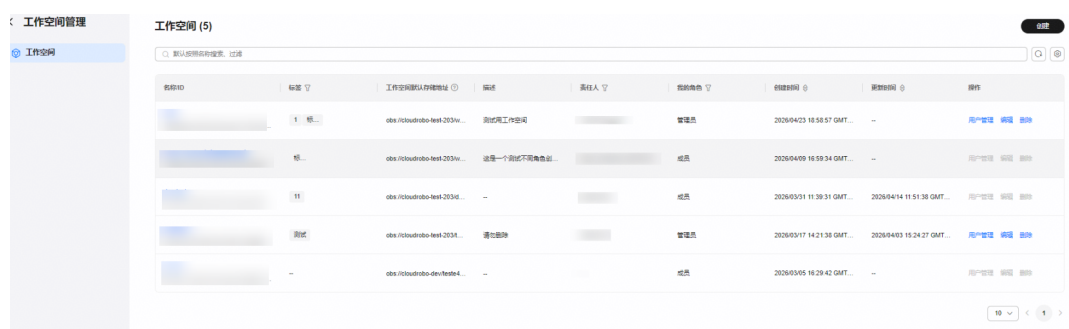 工作空间管理
工作空间
工作空间 (5)
创建
默认按照名称搜索、过滤
名称/ID 标签 工作空间默认存储地址 描述 责任人 我的角色 创建时间 更新时间 操作
1 标... obs://cloudrobo-test-203/w... 测试用工作空间 管理员 2026/04/23 18:58:57 GMT... -- 用户管理 编辑 删除
标... obs://cloudrobo-test-203/w... 这是一个测试不同角色创... 成员 2026/04/09 16:59:34 GMT... -- 用户管理 编辑 删除
11 obs://cloudrobo-test-203/d... -- 成员 2026/03/31 11:39:31 GMT... 2026/04/14 11:51:38 GMT... 用户管理 编辑 删除
测试 obs://cloudrobo-test-203/t... 请勿删除 管理员 2026/03/17 14:21:38 GMT... 2026/04/03 15:24:27 GMT... 用户管理 编辑 删除
-- obs://cloudrobo-dev/teste4... -- 成员 2026/03/05 16:29:42 GMT... -- 用户管理 编辑 删除
10 1